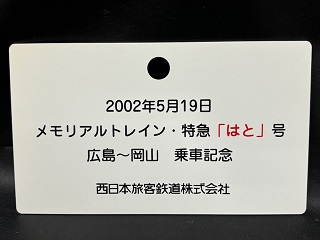 2002年5月19日
メモリアルトレイン・特急「はと」号
広島～岡山　乗車記念
西日本旅客鉄道株式会社